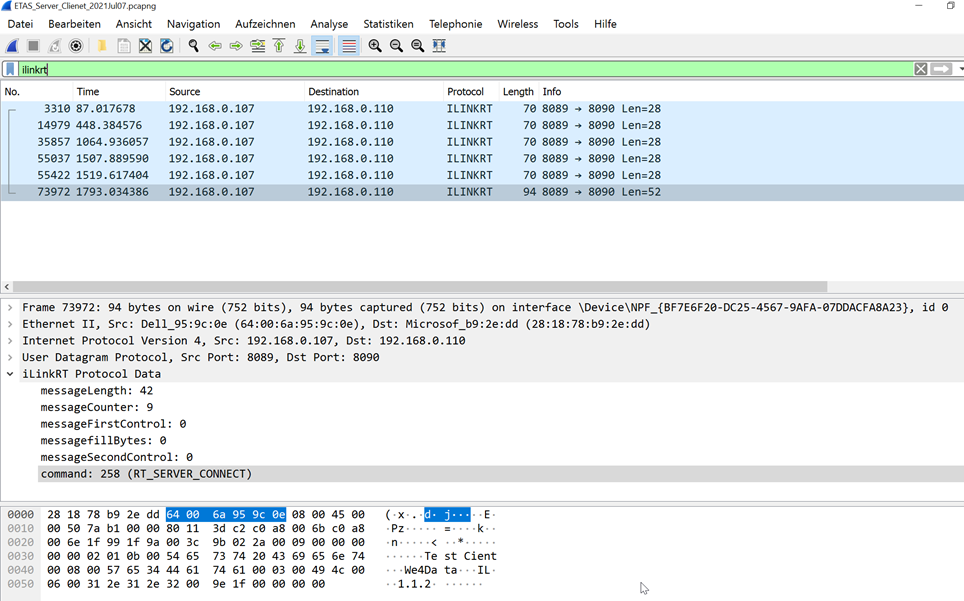 ETAS_Server_Clienet_2021Jul07.pcapng
Datei Bearbeiten Ansicht Navigation Aufzeichnen Analyse Statistiken Telephonie Wireless Tools Hilfe
ilinkrt
No. Time Source Destination Protocol Length Info
3310 87.017678 192.168.0.107 192.168.0.110 ILINKRT 70 8089 → 8090 Len=28
14979 448.384576 192.168.0.107 192.168.0.110 ILINKRT 70 8089 → 8090 Len=28
35857 1064.936057 192.168.0.107 192.168.0.110 ILINKRT 70 8089 → 8090 Len=28
55037 1507.889590 192.168.0.107 192.168.0.110 ILINKRT 70 8089 → 8090 Len=28
55422 1519.617404 192.168.0.107 192.168.0.110 ILINKRT 70 8089 → 8090 Len=28
73972 1793.034386 192.168.0.107 192.168.0.110 ILINKRT 94 8089 → 8090 Len=52
Frame 73972: 94 bytes on wire (752 bits), 94 bytes captured (752 bits) on interface \Device\NPF_{BF7E6F20-DC25-4567-9AFA-07DDACFA8A23}, id 0
Ethernet II, Src: Dell_95:9c:0e (64:00:6a:95:9c:0e), Dst: Microsof_b9:2e:dd (28:18:78:b9:2e:dd)
Internet Protocol Version 4, Src: 192.168.0.107, Dst: 192.168.0.110
User Datagram Protocol, Src Port: 8089, Dst Port: 8090
iLinkRT Protocol Data
messageLength: 42
messageCounter: 9
messageFirstControl: 0
messagefillBytes: 0
messageSecondControl: 0
command: 258 (RT_SERVER_CONNECT)
0000 28 18 78 b9 2e dd 64 00 6a 95 9c 0e 08 00 45 00 (·x·.·d· j·····E·
0010 00 50 7a b1 00 00 80 11 3d c2 c0 a8 00 6b c0 a8 ·Pz····· =····k··
0020 00 6e 1f 99 1f 9a 00 3c 9b 02 2a 00 09 00 00 00 ·n·····< ··*·····
0030 00 00 02 01 0b 00 54 65 73 74 20 43 69 65 6e 74 ······Te st Cient
0040 00 08 00 57 65 34 44 61 74 61 00 03 00 49 4c 00 ···We4Da ta···IL·
0050 06 00 31 2e 31 2e 32 00 9e 1f 00 00 00 00 ··1.1.2· ······